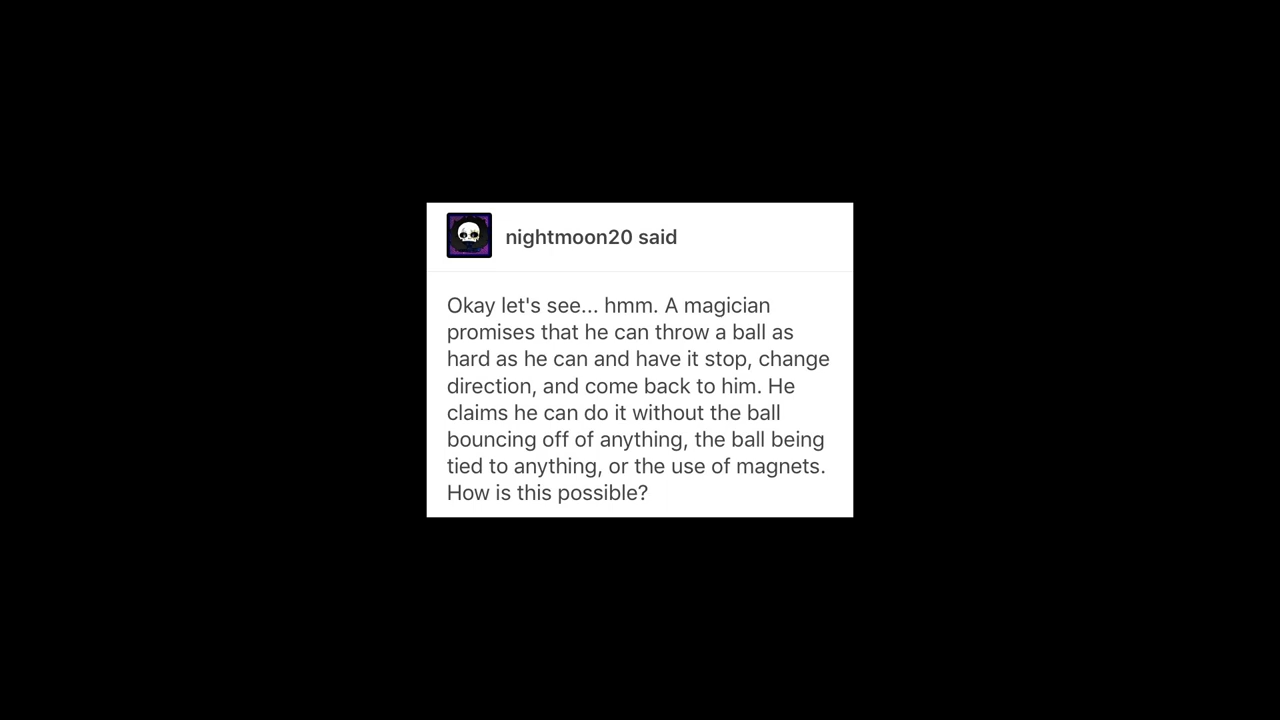 nightmoon20 said
Okay let's see... hmm. A magician
promises that he can throw a ball as
hard as he can and have it stop, change
direction, and come back to him. He
claims he can do it without the ball
bouncing off of anything, the ball being
tied to anything, or the use of magnets.
How is this possible?